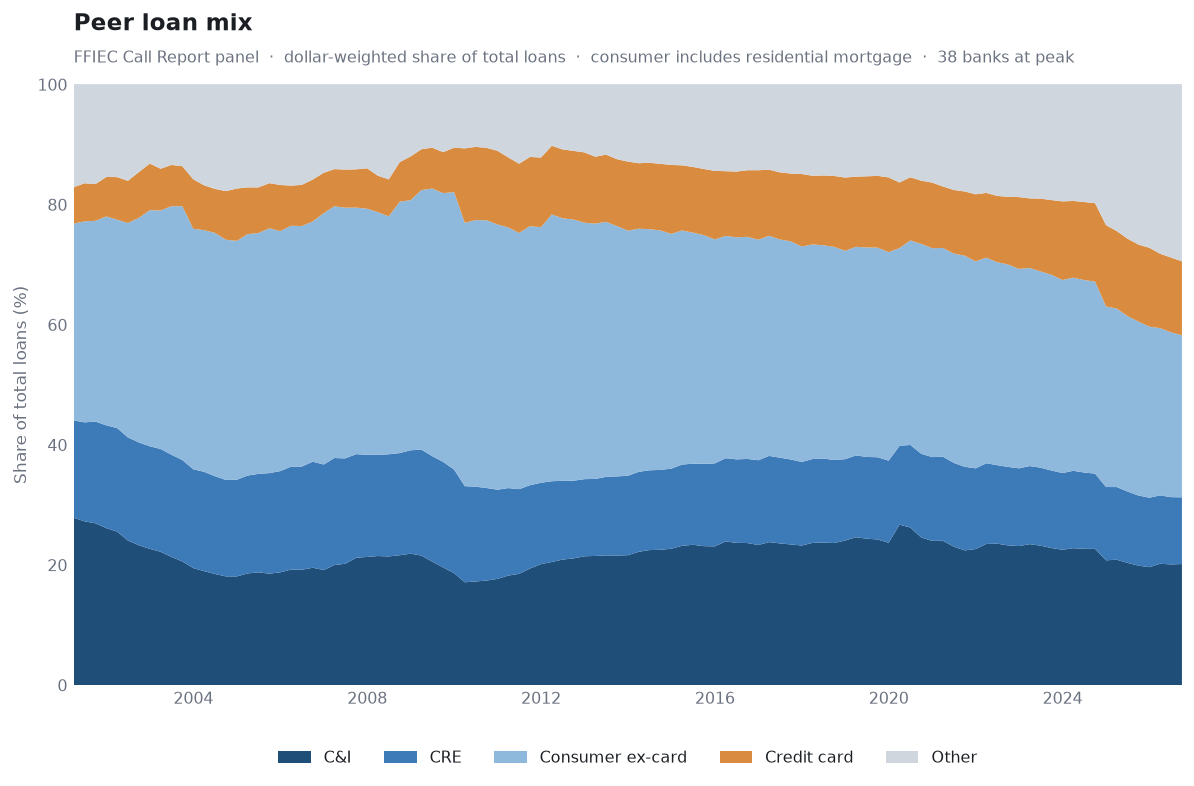 Peer loan mix
FFIEC Call Report panel · dollar-weighted share of total loans · consumer includes residential mortgage · 38 banks at peak
Share of total loans (%)
100
80
60
40
20
0
2004 2008 2012 2016 2020 2024
C&I CRE Consumer ex-card Credit card Other